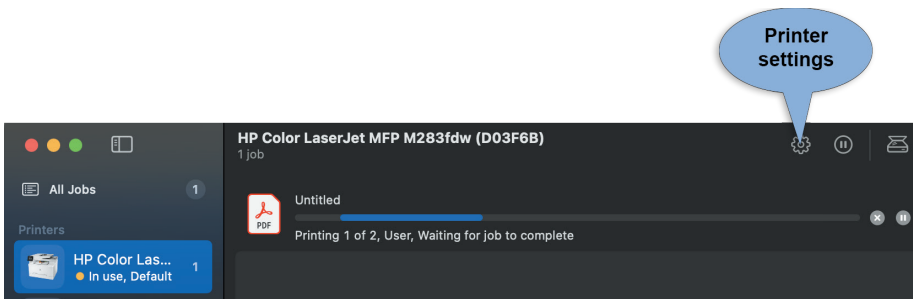 Printer
settings
HP Color LaserJet MFP M283fdw (D03F6B)
1 job
All Jobs 1
Untitled
PDF
Printing 1 of 2, User, Waiting for job to complete
Printers
HP Color Las... 1
In use, Default